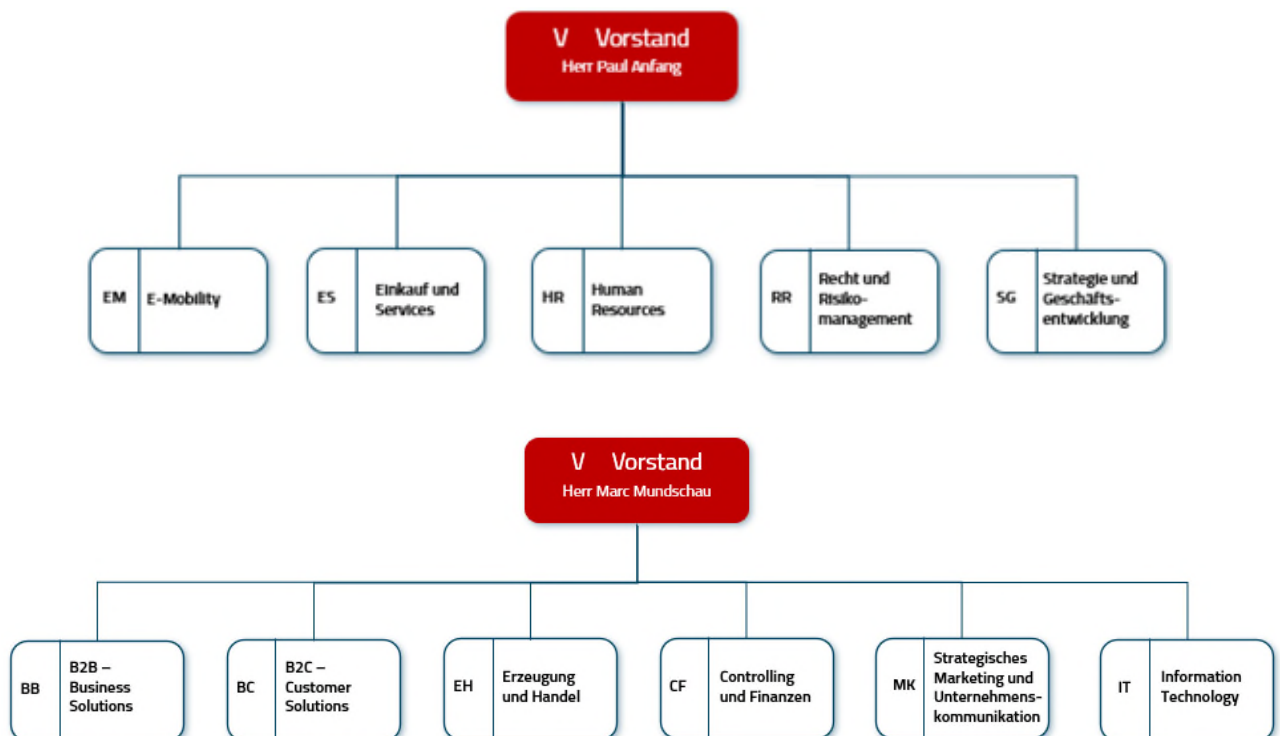 V Vorstand
Herr Paul Anfang
EM
E-Mobility
ES
Einkauf und
Services
HR
Human
Resources
RR
Recht und
Risiko-
management
SG
Strategie und
Geschäfts-
entwicklung
V Vorstand
Herr Marc Mundschau
BB
B2B –
Business
Solutions
BC
B2C –
Customer
Solutions
EH
Erzeugung
und Handel
CF
Controlling
und Finanzen
MK
Strategisches
Marketing und
Unternehmens-
kommunikation
IT
Information
Technology